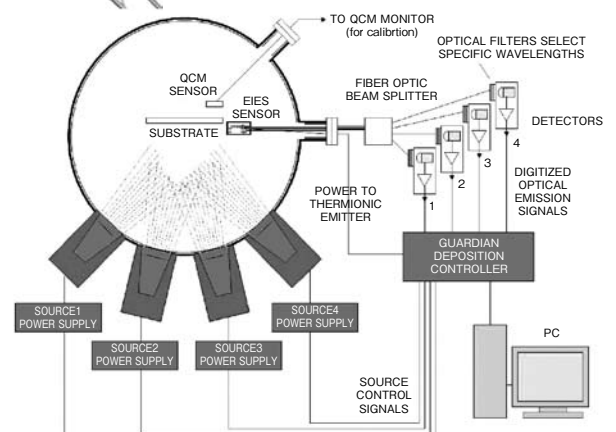 TO QCM MONITOR
(for calibrtion)
OPTICAL FILTERS SELECT
SPECIFIC WAVELENGTHS
QCM
SENSOR
EIES
SENSOR
FIBER OPTIC
BEAM SPLITTER
SUBSTRATE
DETECTORS
4
3
2
1
POWER TO
THERMIONIC
EMITTER
DIGITIZED
OPTICAL
EMISSION
SIGNALS
GUARDIAN
DEPOSITION
CONTROLLER
SOURCE1
POWER SUPPLY
SOURCE2
POWER SUPPLY
SOURCE3
POWER SUPPLY
SOURCE4
POWER SUPPLY
PC
SOURCE
CONTROL
SIGNALS